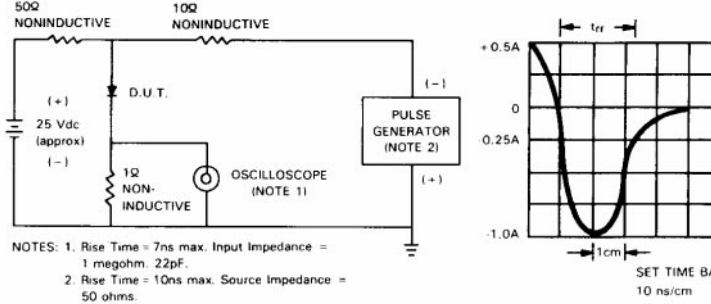 50Ω
NONINDUCTIVE
10Ω
NONINDUCTIVE
(+)
25 Vdc
(approx)
(−)
D.U.T.
1Ω
NON-
INDUCTIVE
OSCILLOSCOPE
(NOTE 1)
(−)
PULSE
GENERATOR
(NOTE 2)
(+)
NOTES: 1. Rise Time = 7ns max. Input Impedance =
1 megohm. 22pF.
2. Rise Time = 10ns max. Source Impedance =
50 ohms.
trr
+0.5A
0
-0.25A
-1.0A
1cm
SET TIME BA
10 ns/cm